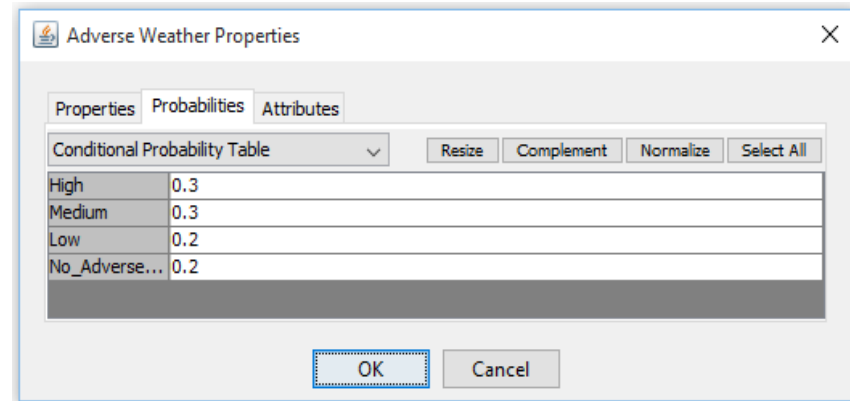 Adverse Weather Properties
Properties Probabilities Attributes
Conditional Probability Table Resize Complement Normalize Select All
High 0.3
Medium 0.3
Low 0.2
No_Adverse... 0.2
OK Cancel